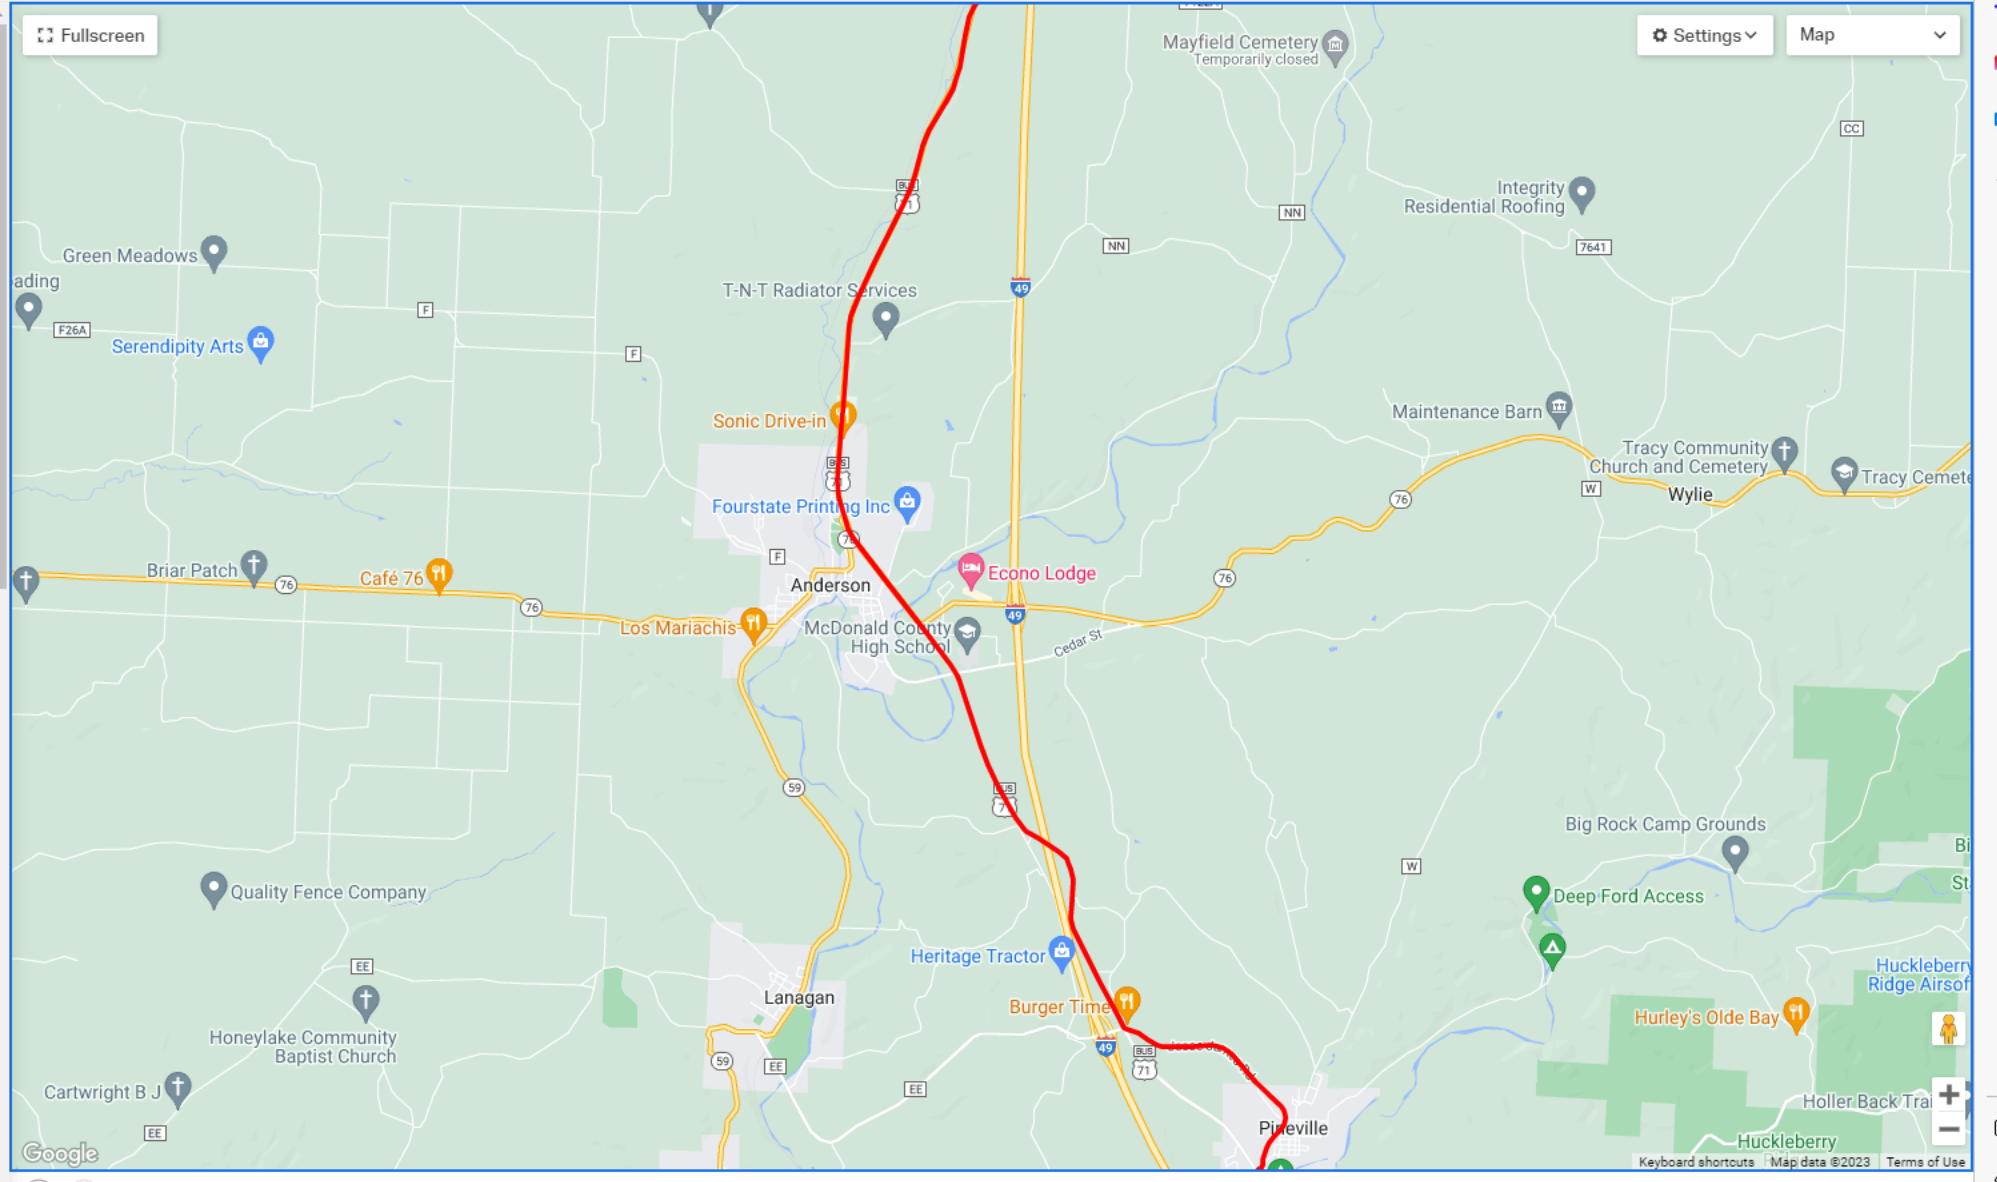 Fullscreen
Settings
Map
Mayfield Cemetery
Temporarily closed
CC
BUS
71
Integrity
Residential Roofing
NN
NN
7641
Green Meadows
ading
T-N-T Radiator Services
49
F
F26A
Serendipity Arts
F
Sonic Drive-in
Maintenance Barn
Tracy Community
Church and Cemetery
Tracy Cemete
BUS
71
W
Wylie
76
Fourstate Printing Inc
76
F
Briar Patch
76
Café 76
76
Anderson
Econo Lodge
76
49
Los Mariachis
McDonald County
High School
Cedar St
59
BUS
71
Big Rock Camp Grounds
Bi
W
St
Quality Fence Company
Deep Ford Access
Heritage Tractor
EE
Huckleberry
Ridge Airsof
Lanagan
Burger Time
Hurley's Olde Bay
Honeylake Community
Baptist Church
49
Jesse James Rd
BUS
71
59
EE
Cartwright B J
EE
Holler Back Trai
EE
Pineville
Huckleberry
Google
Keyboard shortcuts
Map data ©2023
Terms of Use